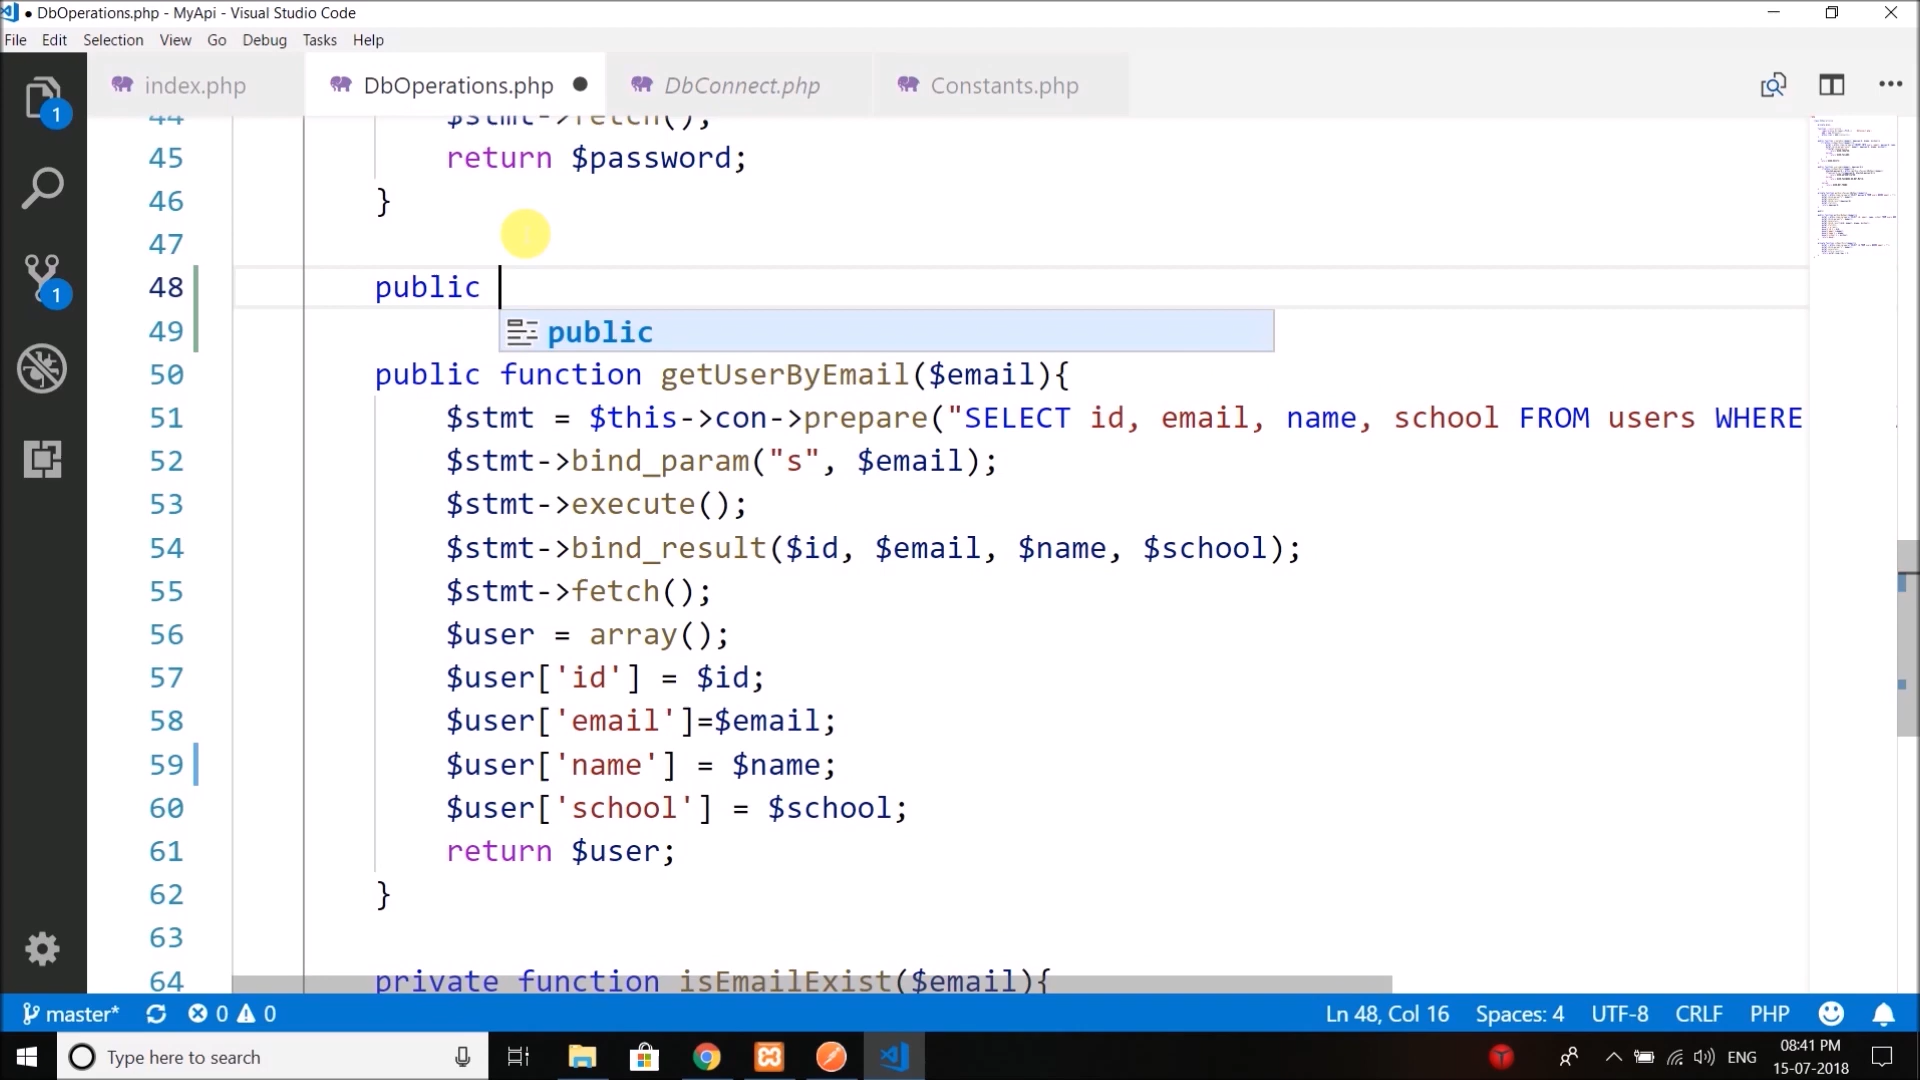 DbOperations.php - MyApi - Visual Studio Code
File Edit Selection View Go Debug Tasks Help
index.php DbOperations.php DbConnect.php Constants.php
44 $stmt->fetch();
45 return $password;
46 }
47
48 public
public
49
50 public function getUserByEmail($email){
51 $stmt = $this->con->prepare("SELECT id, email, name, school FROM users WHERE
52 $stmt->bind_param("s", $email);
53 $stmt->execute();
54 $stmt->bind_result($id, $email, $name, $school);
55 $stmt->fetch();
56 $user = array();
57 $user['id'] = $id;
58 $user['email']=$email;
59 $user['name'] = $name;
60 $user['school'] = $school;
61 return $user;
62 }
63
64 private function isEmailExist($email){
1
1
master* 0 0 Ln 48, Col 16 Spaces: 4 UTF-8 CRLF PHP
Type here to search ENG 08:41 PM
15-07-2018